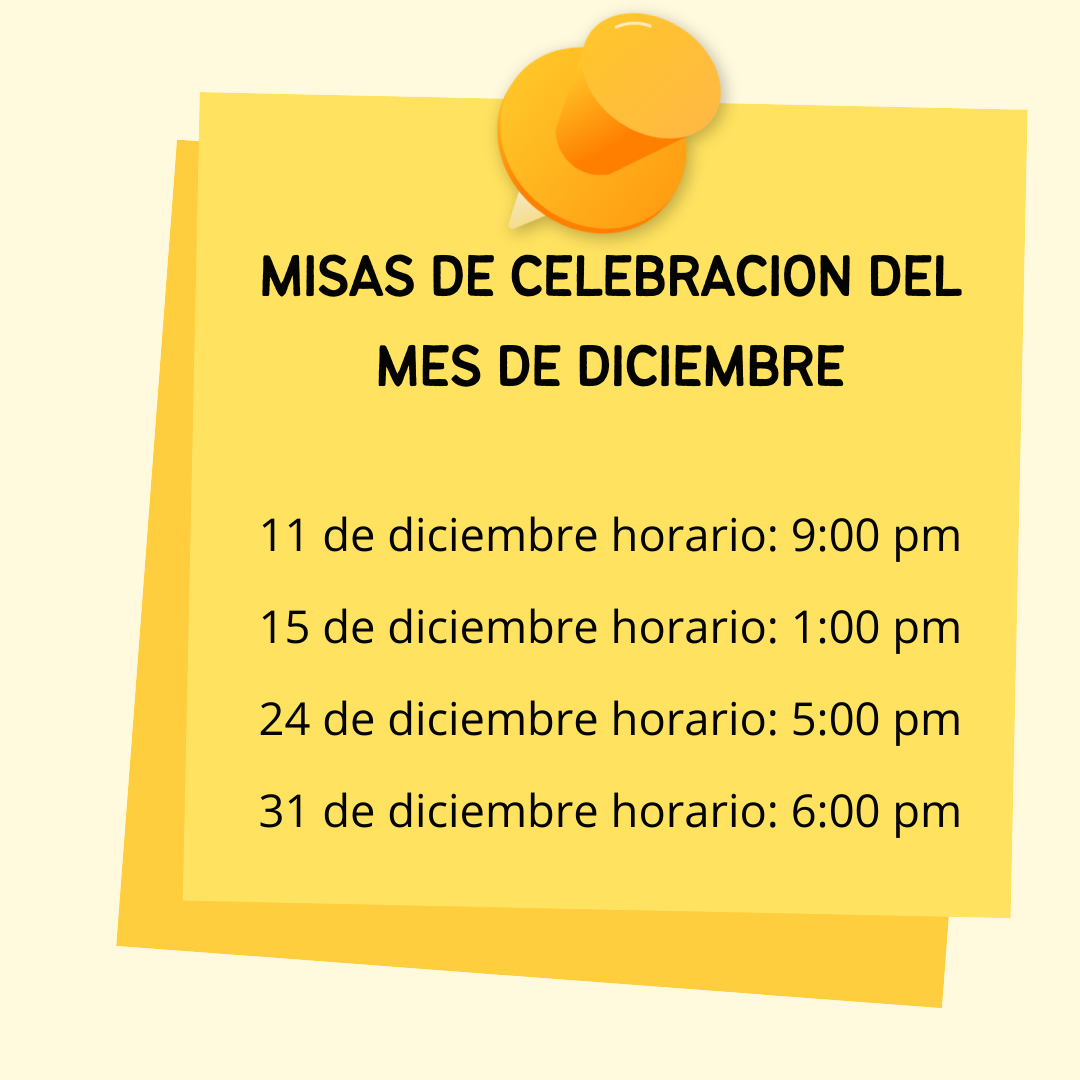 MISAS DE CELEBRACION DEL
MES DE DICIEMBRE
11 de diciembre horario: 9:00 pm
15 de diciembre horario: 1:00 pm
24 de diciembre horario: 5:00 pm
31 de diciembre horario: 6:00 pm